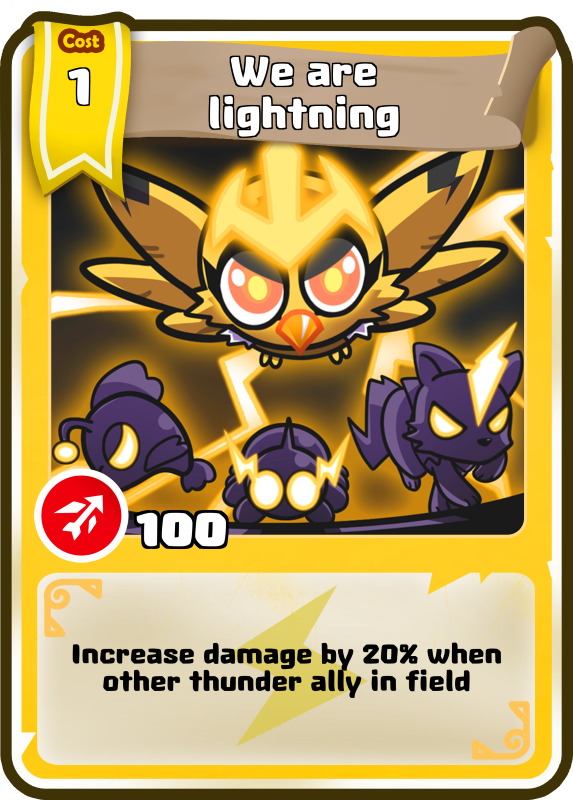 Cost
1
We are
lightning
100
Increase damage by 20% when
other thunder ally in field